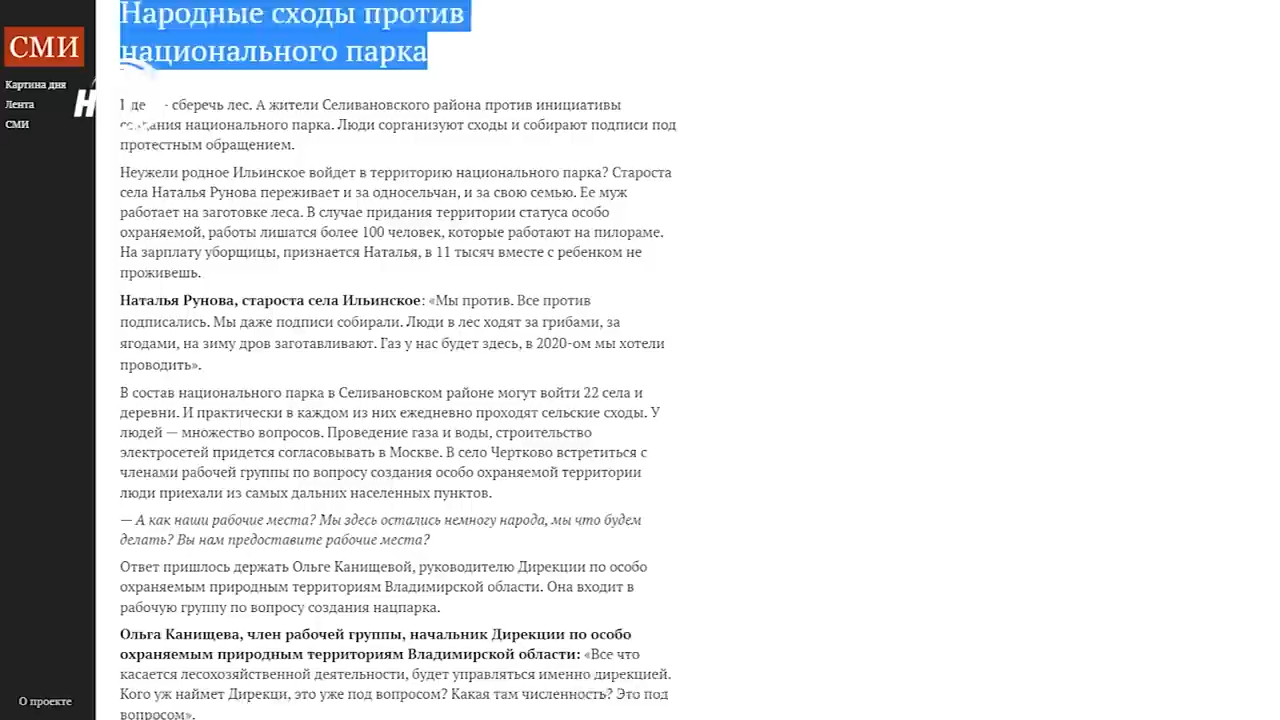 Народные сходы против
национального парка
СМИ
Картина дня
Лента
СМИ
сберечь лес. А жители Селивановского района против инициативы
создания национального парка. Люди сорганизуют сходы и собирают подписи под
протестным обращением.
Неужели родное Ильинское войдет в территорию национального парка? Староста
села Наталья Рунова переживает и за односельчан, и за свою семью. Ее муж
работает на заготовке леса. В случае придания территории статуса особо
охраняемой, работы лишатся более 100 человек, которые работают на пилораме.
На зарплату уборщицы, признается Наталья, в 11 тысяч вместе с ребенком не
проживешь.
Наталья Рунова, староста села Ильинское: «Мы против. Все против
подписались. Мы даже подписи собирали. Люди в лес ходят за грибами, за
ягодами, на зиму дров заготавливают. Газ у нас будет здесь, в 2020-ом мы хотели
проводить».
В состав национального парка в Селивановском районе могут войти 22 села и
деревни. И практически в каждом из них ежедневно проходят сельские сходы. У
людей — множество вопросов. Проведение газа и воды, строительство
электросетей придется согласовывать в Москве. В село Чертково встретиться с
членами рабочей группы по вопросу создания особо охраняемой территории
люди приехали из самых дальних населенных пунктов.
— А как наши рабочие места? Мы здесь остались немногу народа, мы что будем
делать? Вы нам предоставите рабочие места?
Ответ пришлось держать Ольге Канищевой, руководителю Дирекции по особо
охраняемым природным территориям Владимирской области. Она входит в
рабочую группу по вопросу создания нацпарка.
Ольга Канищева, член рабочей группы, начальник Дирекции по особо
охраняемым природным территориям Владимирской области: «Все что
касается лесохозяйственной деятельности, будет управляться именно дирекцией.
Кого уж наймет Дирекци, это уже под вопросом? Какая там численность? Это под
вопросом».
О проекте